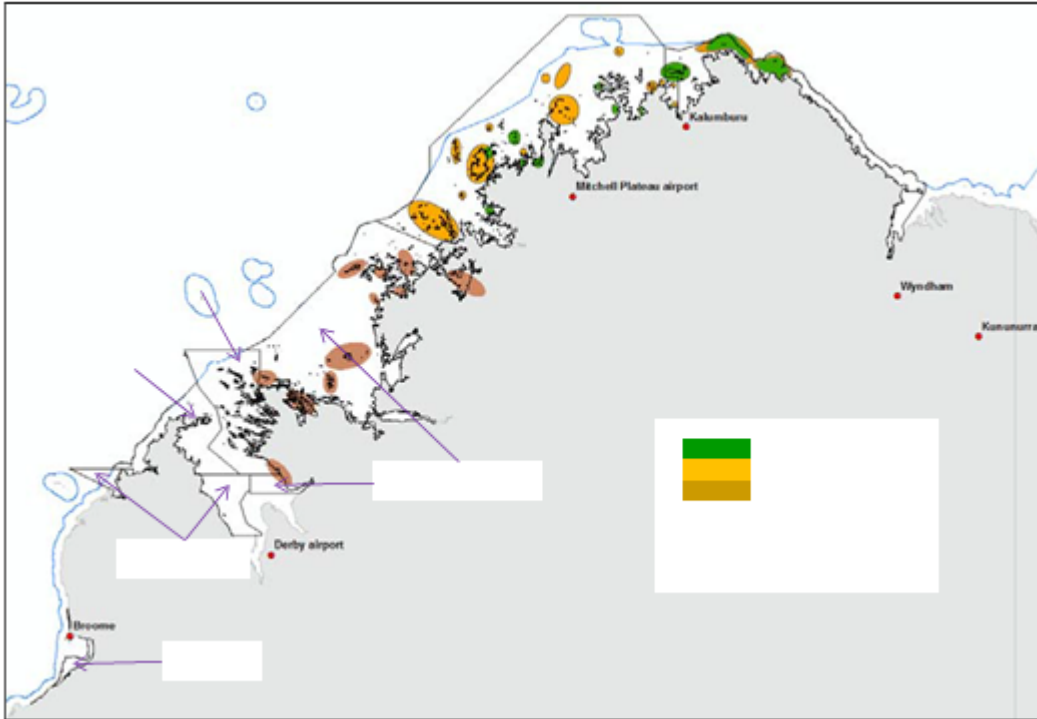 Kalumburu
Mitchell Plateau airport
Wyndham
Kununurra
Derby airport
Broome